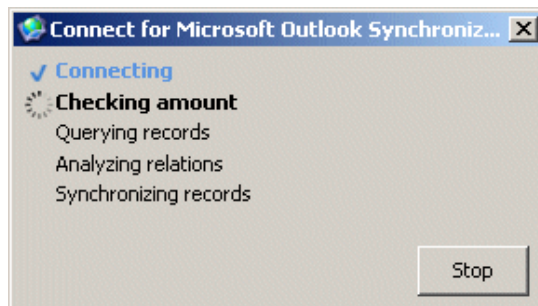 Connect for Microsoft Outlook Synchroniz...
Connecting
Checking amount
Querying records
Analyzing relations
Synchronizing records
Stop